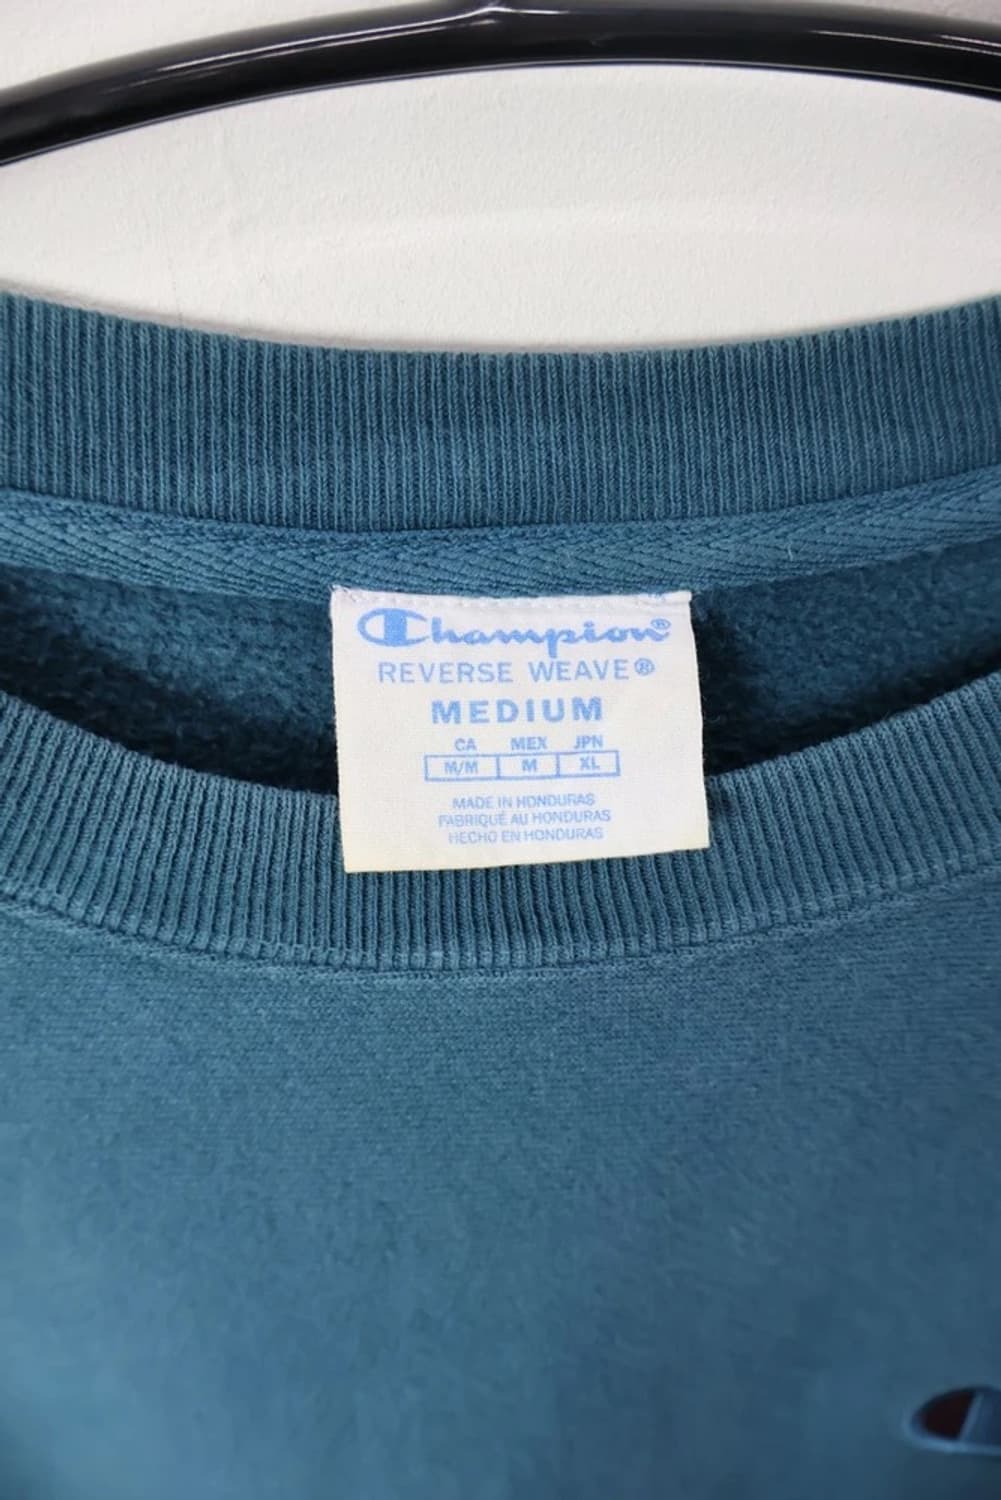 Champion®
REVERSE WEAVE®
MEDIUM
CA MEX JPN
M/M M XL
MADE IN HONDURAS
FABRIQUÉ AU HONDURAS
HECHO EN HONDURAS